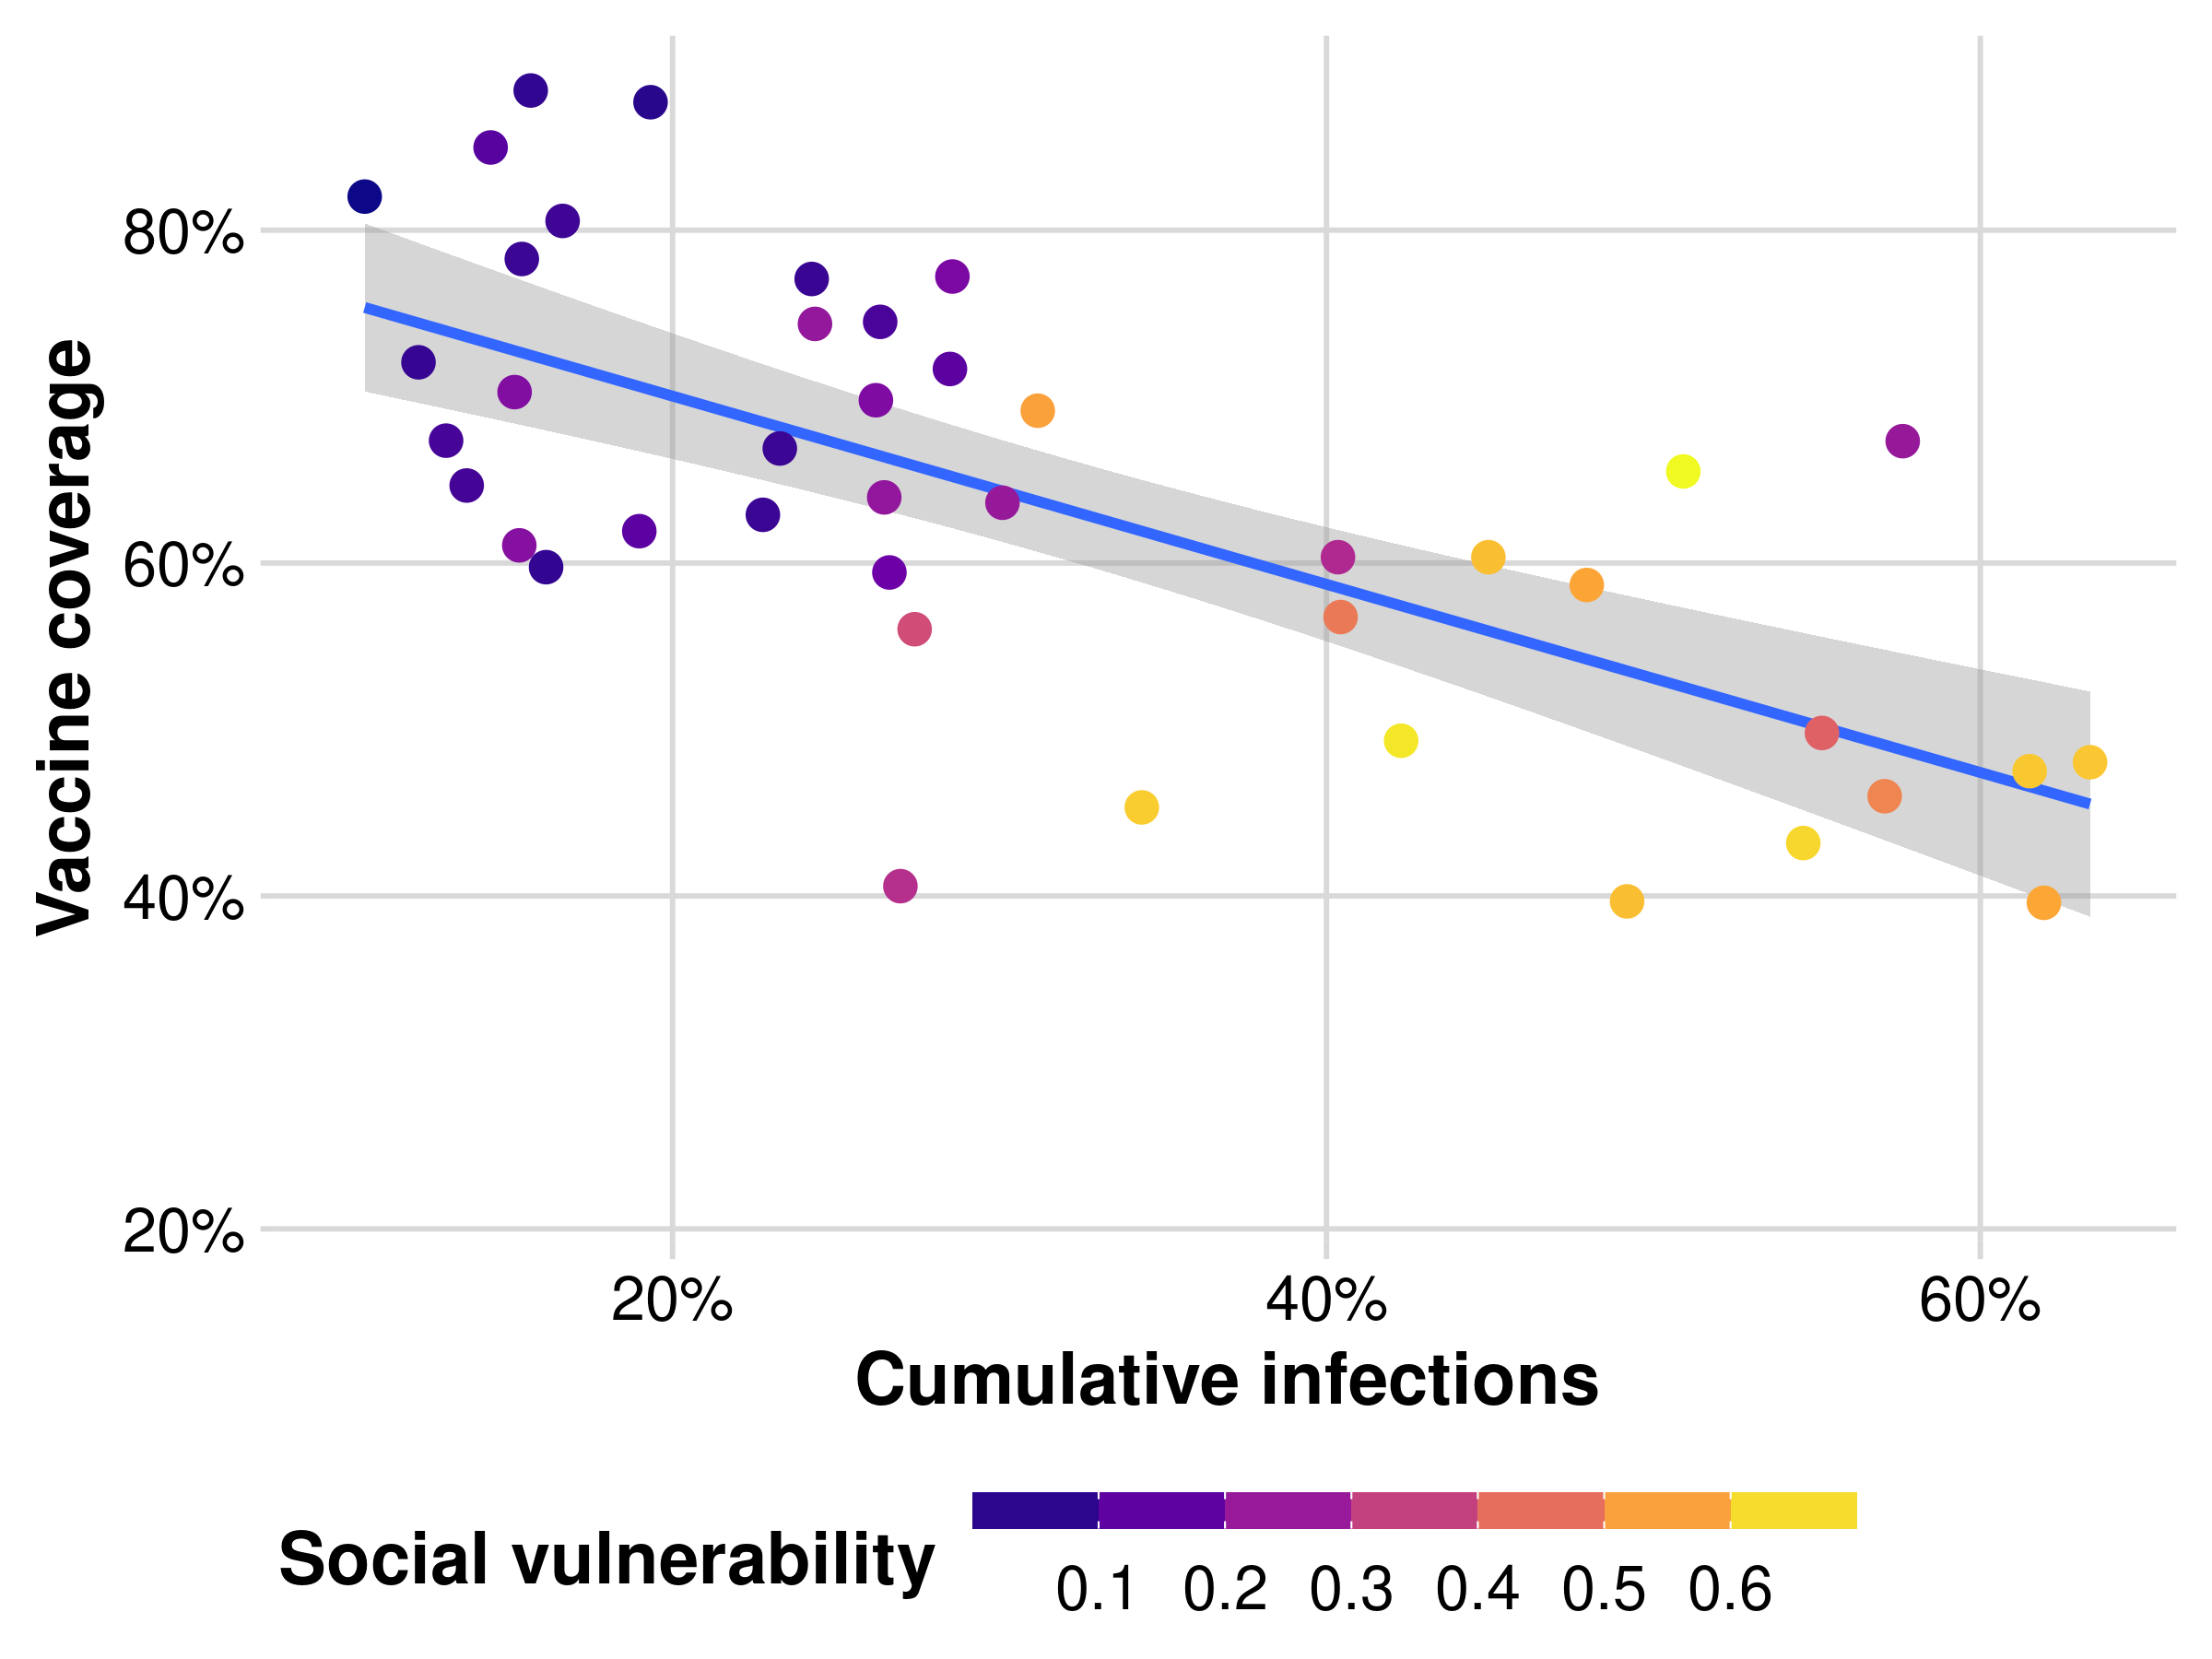 Vaccine coverage
80%
60%
40%
20%
20% 40% 60%
Cumulative infections
Social vulnerability
0.1 0.2 0.3 0.4 0.5 0.6